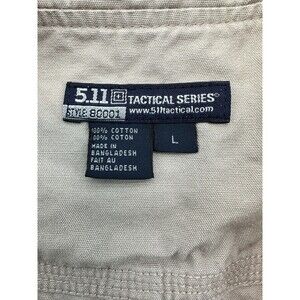 5.11 TACTICAL SERIES®
STYLE: 80001 www.511tactical.com
100% COTTON
100% COTON
MADE IN
BANGLADESH
FAIT AU
BANGLADESH
L